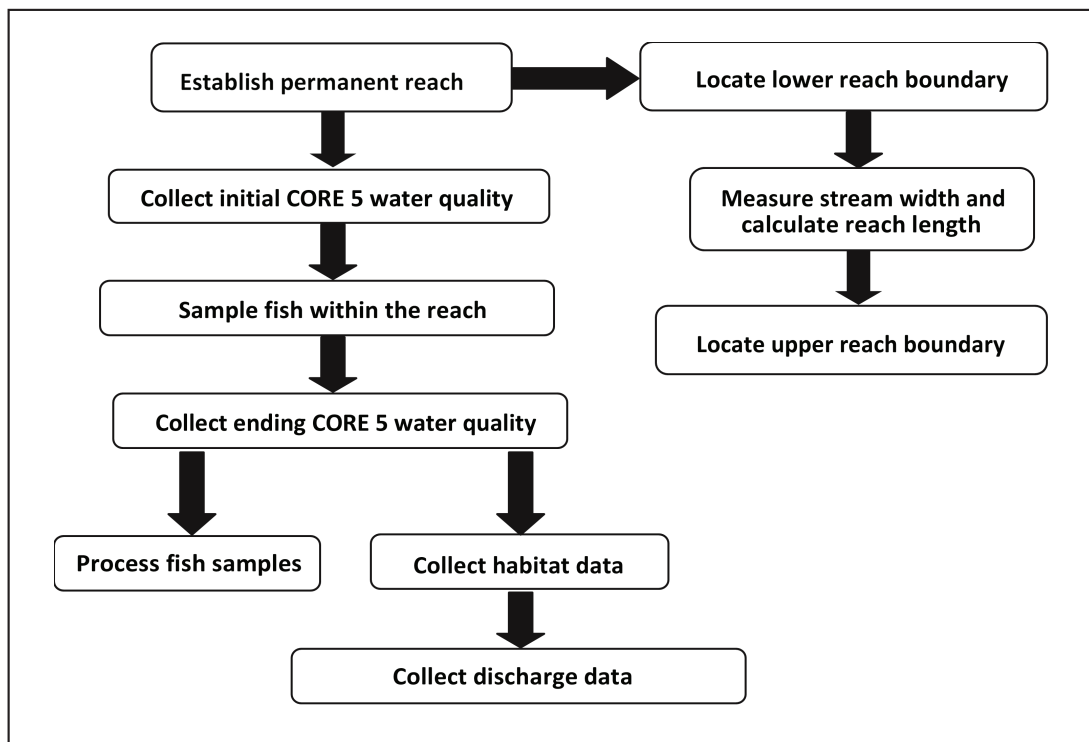 Establish permanent reach
Locate lower reach boundary
Collect initial CORE 5 water quality
Measure stream width and
calculate reach length
Sample fish within the reach
Locate upper reach boundary
Collect ending CORE 5 water quality
Process fish samples
Collect habitat data
Collect discharge data